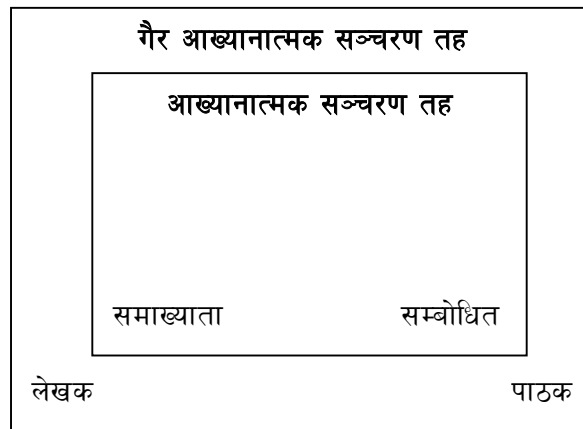 गैर आख्यानात्मक सञ्चरण तह
आख्यानात्मक सञ्चरण तह
समाख्याता सम्बोधित
लेखक पाठक